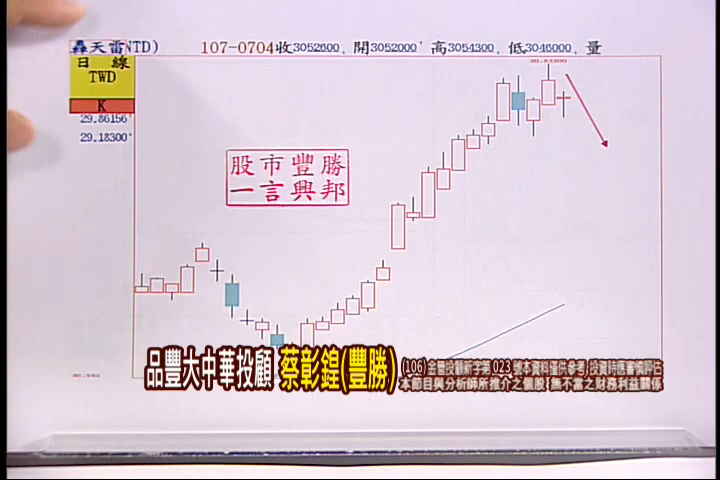 轟天雷(NTD) 107-0704收3052600, 開3052000' 高3054300, 低3046000, 量
日 線
TWD
K
29.86156'
29.18300'
股市豐勝
一言興邦
品豐大中華投顧 蔡彰鍠(豐勝)
(106)金管投顧新字第 023 號本資料僅供參考, 投資時應審慎評估
本節目與分析師所推介之個股 無不當之財務利益關係